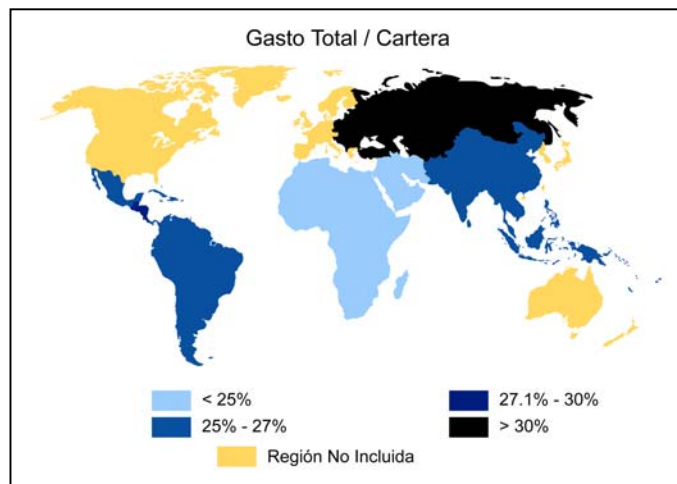 Gasto Total / Cartera
< 25%
27.1% - 30%
25% - 27%
> 30%
Región No Incluida